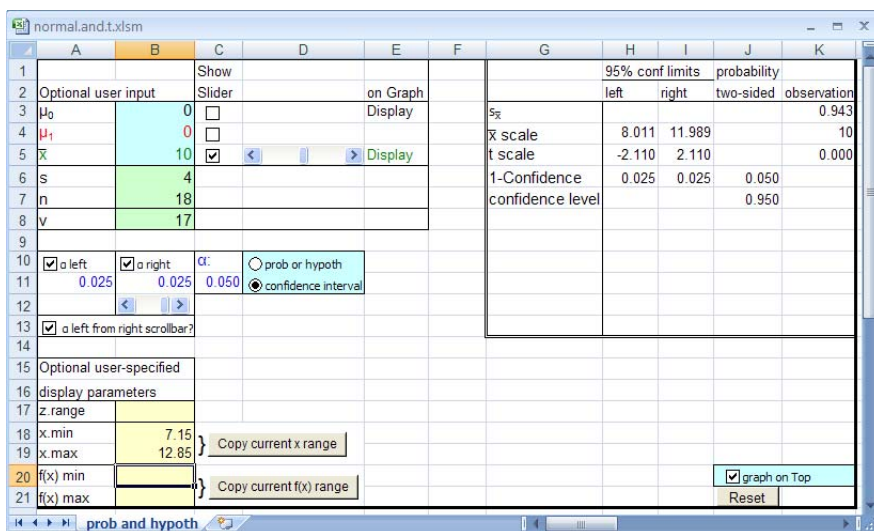 normal.and.t.xlsm
A B C D E F G H I J K
1 Show 95% conf limits probability
2 Optional user input Slider on Graph left right two-sided observation
3 μ₀ 0 Display s_x̅ 0.943
4 μ₁ 0 x̅ scale 8.011 11.989 10
5 x̅ 10 Display t scale -2.110 2.110 0.000
6 s 4 1-Confidence 0.025 0.025 0.050
7 n 18 confidence level 0.950
8 ν 17
9
10 α left α right α: prob or hypoth
11 0.025 0.025 0.050 confidence interval
12
13 α left from right scrollbar?
14
15 Optional user-specified
16 display parameters
17 z.range
18 x.min 7.15 } Copy current x range
19 x.max 12.85
20 f(x) min } Copy current f(x) range graph on Top
21 f(x) max Reset
prob and hypoth